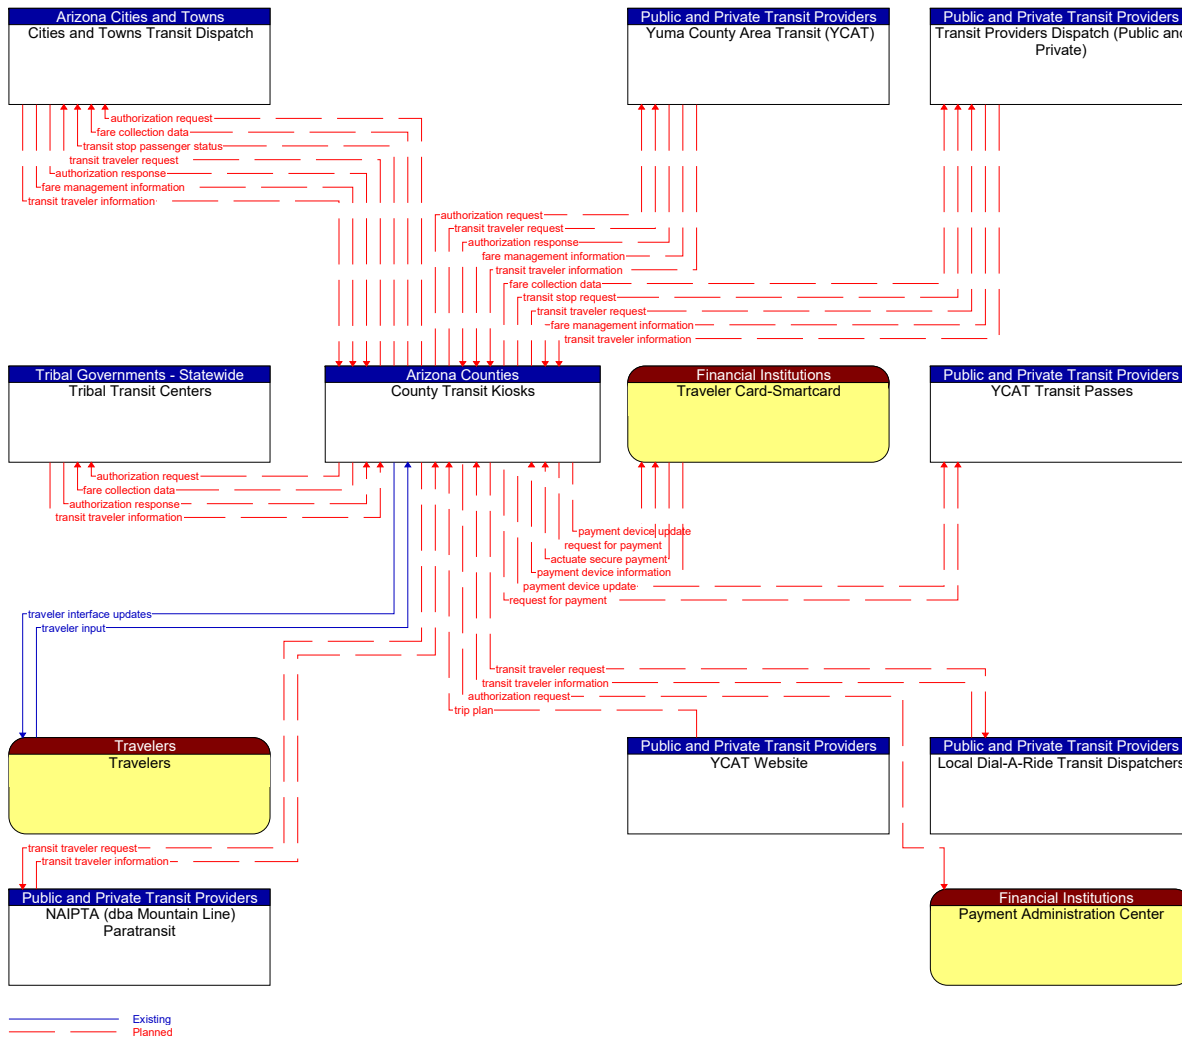 Arizona Cities and Towns
Cities and Towns Transit Dispatch
Public and Private Transit Providers
Yuma County Area Transit (YCAT)
Public and Private Transit Providers
Transit Providers Dispatch (Public and
Private)
authorization request
fare collection data
transit stop passenger status
transit traveler request
authorization response
fare management information
transit traveler information
authorization request
transit traveler request
authorization response
fare management information
transit traveler information
fare collection data
transit stop request
transit traveler request
fare management information
transit traveler information
Tribal Governments - Statewide
Tribal Transit Centers
Arizona Counties
County Transit Kiosks
Financial Institutions
Traveler Card-Smartcard
Public and Private Transit Providers
YCAT Transit Passes
authorization request
fare collection data
authorization response
transit traveler information
payment device update
request for payment
actuate secure payment
payment device information
payment device update
request for payment
traveler interface updates
traveler input
transit traveler request
transit traveler information
authorization request
trip plan
Travelers
Travelers
Public and Private Transit Providers
YCAT Website
Public and Private Transit Providers
Local Dial-A-Ride Transit Dispatchers
transit traveler request
transit traveler information
Public and Private Transit Providers
NAIPTA (dba Mountain Line)
Paratransit
Financial Institutions
Payment Administration Center
Existing
Planned